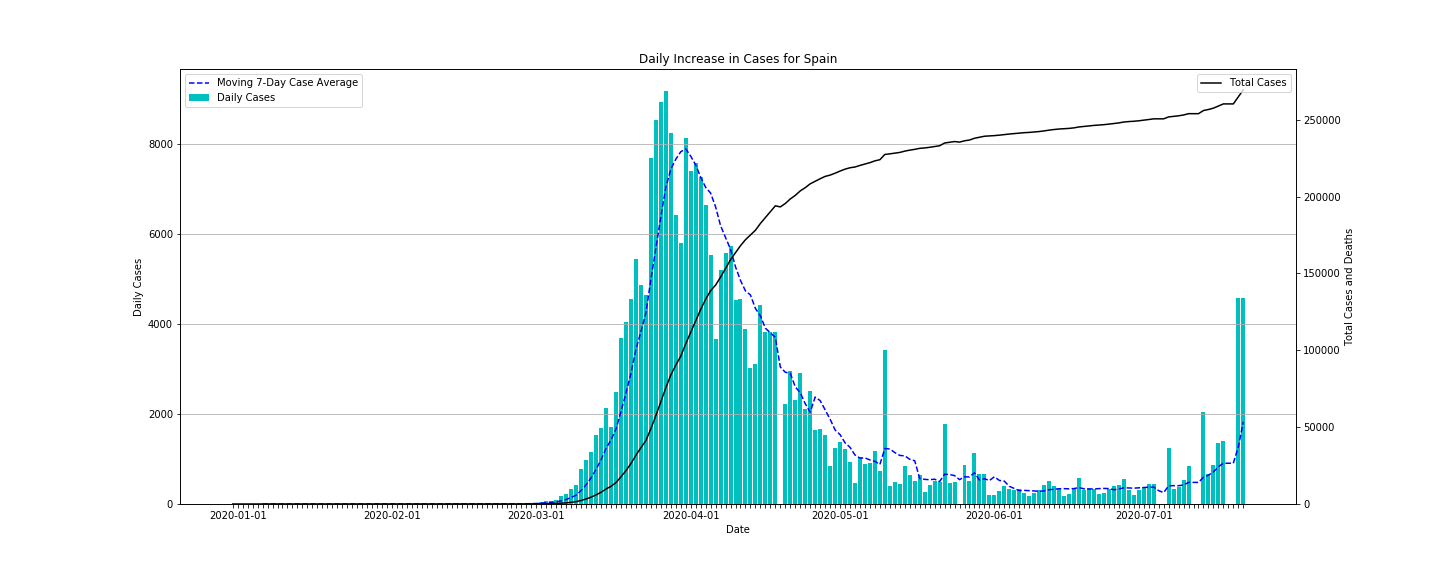 Daily Increase in Cases for Spain
Moving 7-Day Case Average
Daily Cases
Total Cases
8000
6000
4000
2000
0
Daily Cases
250000
200000
150000
100000
50000
0
Total Cases and Deaths
2020-01-01
2020-02-01
2020-03-01
2020-04-01
2020-05-01
2020-06-01
2020-07-01
Date